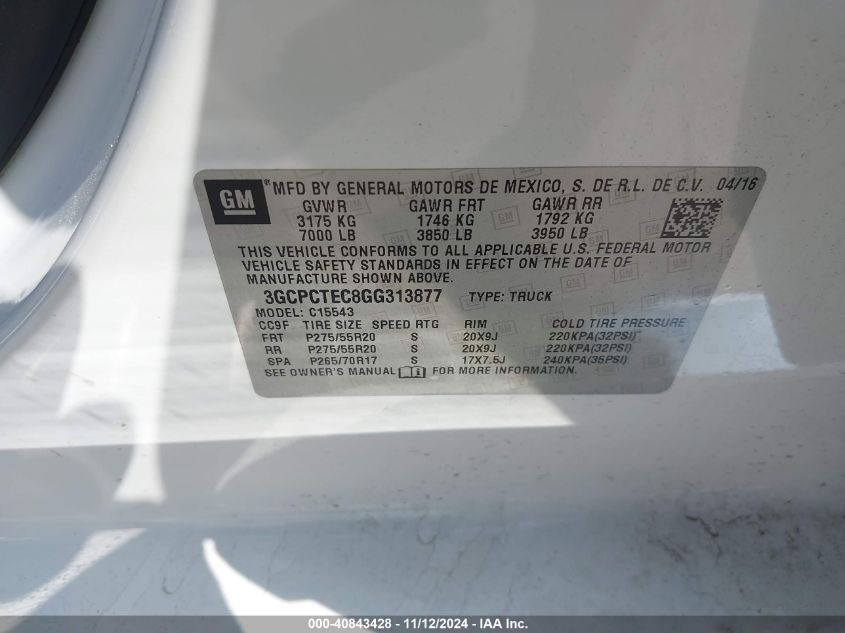 GM ® MFD BY GENERAL MOTORS DE MEXICO, S. DE R.L. DE C.V. 04/16
GVWR GAWR FRT GAWR RR
3175 KG 1746 KG 1792 KG
7000 LB 3850 LB 3950 LB
THIS VEHICLE CONFORMS TO ALL APPLICABLE U.S. FEDERAL MOTOR
VEHICLE SAFETY STANDARDS IN EFFECT ON THE DATE OF
MANUFACTURE SHOWN ABOVE.
3GCPCTEC8GG313877 TYPE: TRUCK
MODEL: C15543
CC9F TIRE SIZE SPEED RTG RIM COLD TIRE PRESSURE
FRT P275/55R20 S 20X9J 220KPA(32PSI)
RR P275/55R20 S 20X9J 220KPA(32PSI)
SPA P265/70R17 S 17X7.5J 240KPA(35PSI)
SEE OWNER'S MANUAL FOR MORE INFORMATION.
000-40843428 - 11/12/2024 - IAA Inc.